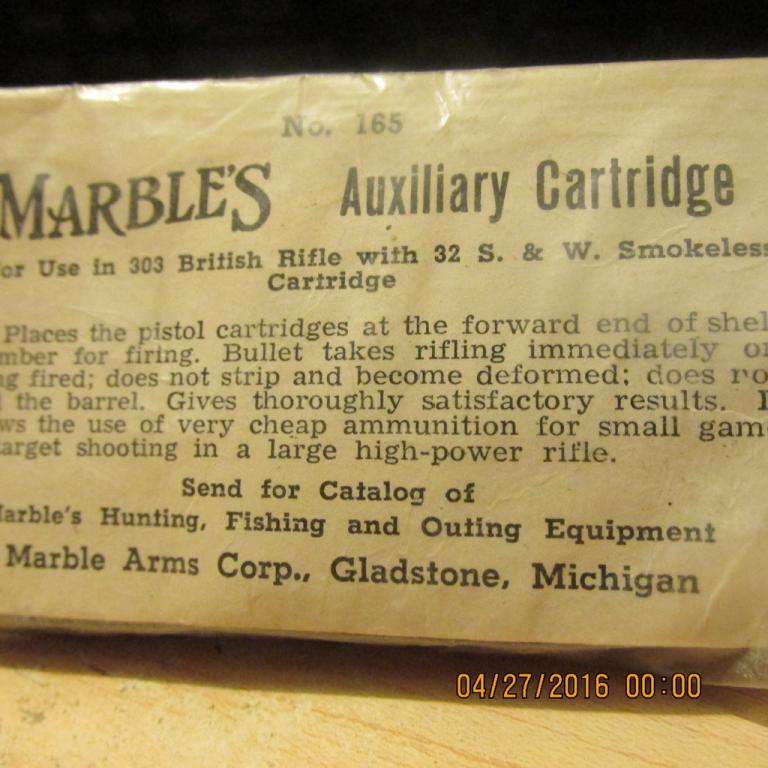 No. 165
MARBLE'S Auxiliary Cartridge
or Use in 303 British Rifle with 32 S. & W. Smokeless
Cartridge
Places the pistol cartridges at the forward end of shel
mber for firing. Bullet takes rifling immediately o
g fired; does not strip and become deformed; does no
the barrel. Gives thoroughly satisfactory results. I
ws the use of very cheap ammunition for small gam
arget shooting in a large high-power rifle.
Send for Catalog of
Marble's Hunting, Fishing and Outing Equipment
Marble Arms Corp., Gladstone, Michigan
04/27/2016 00:00